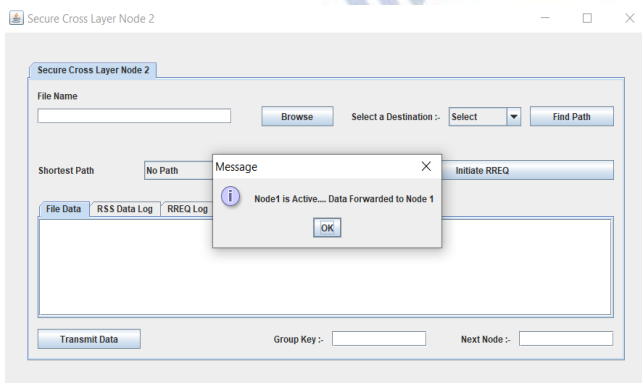 Secure Cross Layer Node 2
Secure Cross Layer Node 2
File Name
Browse
Select a Destination :-
Select
Find Path
Shortest Path
No Path
Initiate RREQ
Message
Node1 is Active.... Data Forwarded to Node 1
OK
File Data
RSS Data Log
RREQ Log
Transmit Data
Group Key :-
Next Node :-